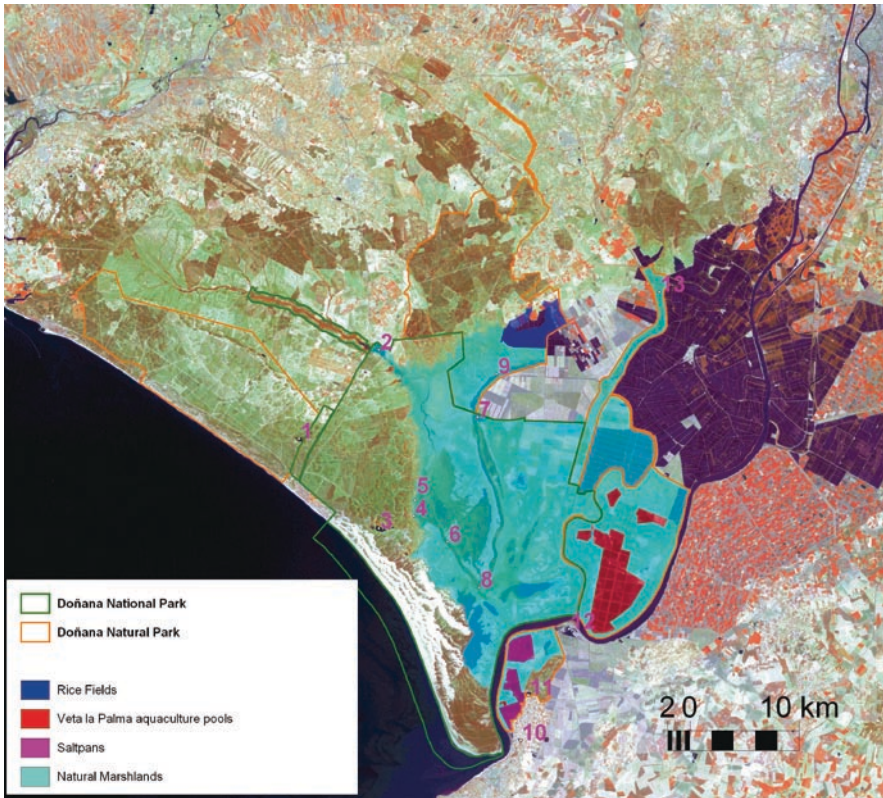 13
2
9
7
1
5
4
3
6
8
12
11
10
Doñana National Park
Doñana Natural Park
Rice Fields
Veta la Palma aquaculture pools
Saltpans
Natural Marshlands
2 0 10 km